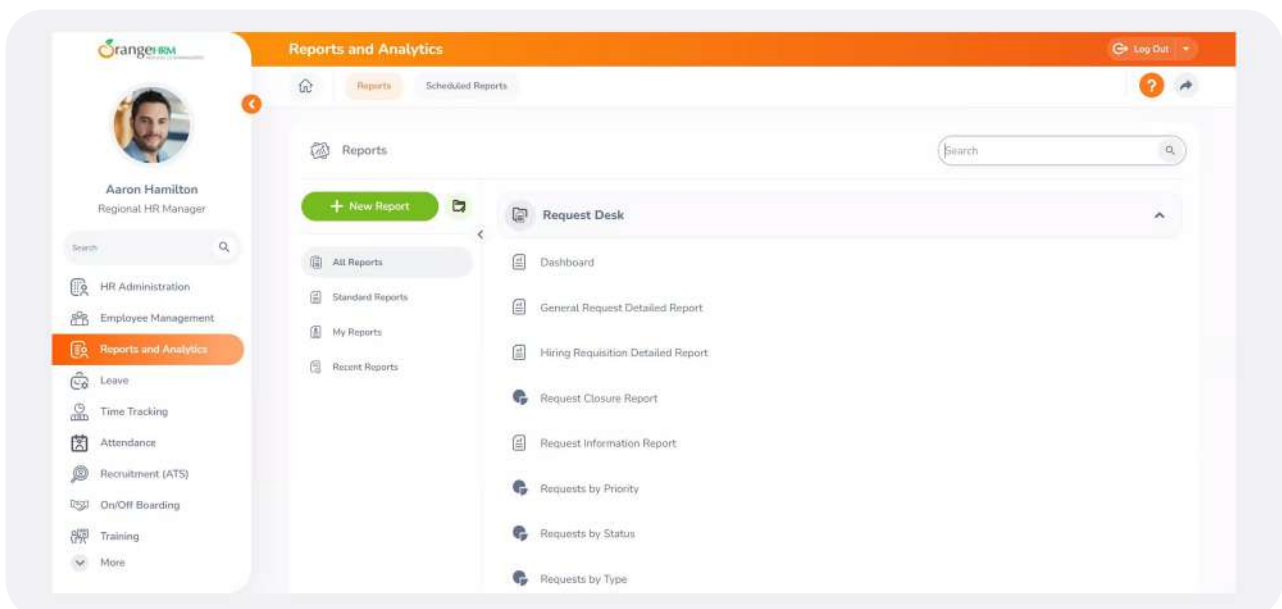 OrangeHRM
Reports and Analytics
Log Out
Reports
Scheduled Reports
?
Aaron Hamilton
Regional HR Manager
Search
HR Administration
Employee Management
Reports and Analytics
Leave
Time Tracking
Attendance
Recruitment (ATS)
On/Off Boarding
Training
More
Reports
Search
+ New Report
All Reports
Standard Reports
My Reports
Recent Reports
Request Desk
Dashboard
General Request Detailed Report
Hiring Requisition Detailed Report
Request Closure Report
Request Information Report
Requests by Priority
Requests by Status
Requests by Type